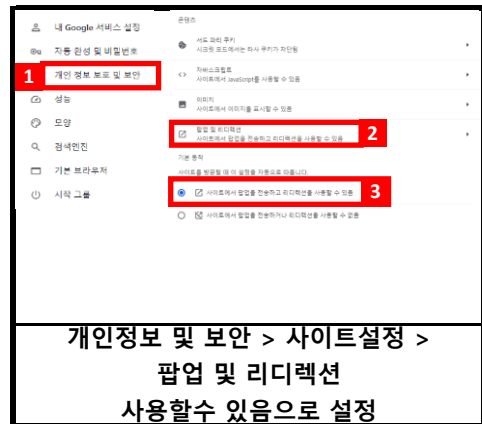 내 Google 서비스 설정
자동 완성 및 비밀번호
1
개인 정보 보호 및 보안
성능
모양
검색엔진
기본 브라우저
시작 그룹
콘텐츠
서드 파티 쿠키
시크릿 모드에서는 타사 쿠키가 차단됨
자바스크립트
사이트에서 JavaScript를 사용할 수 있음
이미지
사이트에서 이미지를 표시할 수 있음
팝업 및 리디렉션
사이트에서 팝업을 전송하고 리디렉션을 사용할 수 있음
2
기본 동작
사이트를 방문할 때 이 설정을 자동으로 따릅니다.
사이트에서 팝업을 전송하고 리디렉션을 사용할 수 있음
3
사이트에서 팝업을 전송하거나 리디렉션을 사용할 수 없음
개인정보 및 보안 > 사이트설정 >
팝업 및 리디렉션
사용할수 있음으로 설정